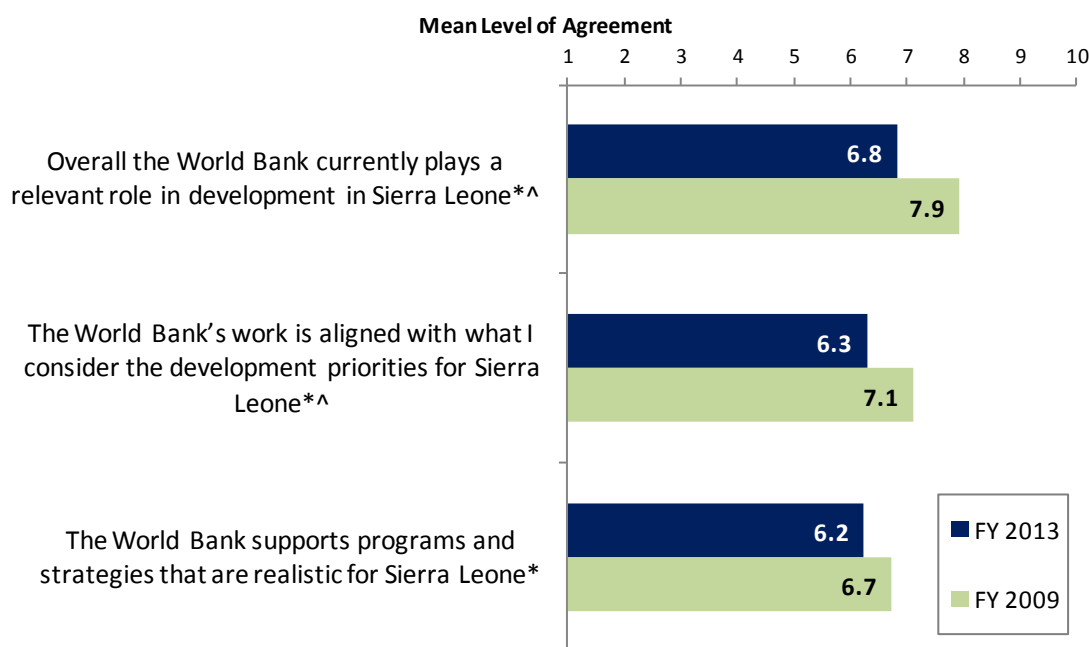 Mean Level of Agreement
1 2 3 4 5 6 7 8 9 10
Overall the World Bank currently plays a
relevant role in development in Sierra Leone*^
6.8
7.9
The World Bank’s work is aligned with what I
consider the development priorities for Sierra
Leone*^
6.3
7.1
The World Bank supports programs and
strategies that are realistic for Sierra Leone*
6.2
6.7
FY 2013
FY 2009